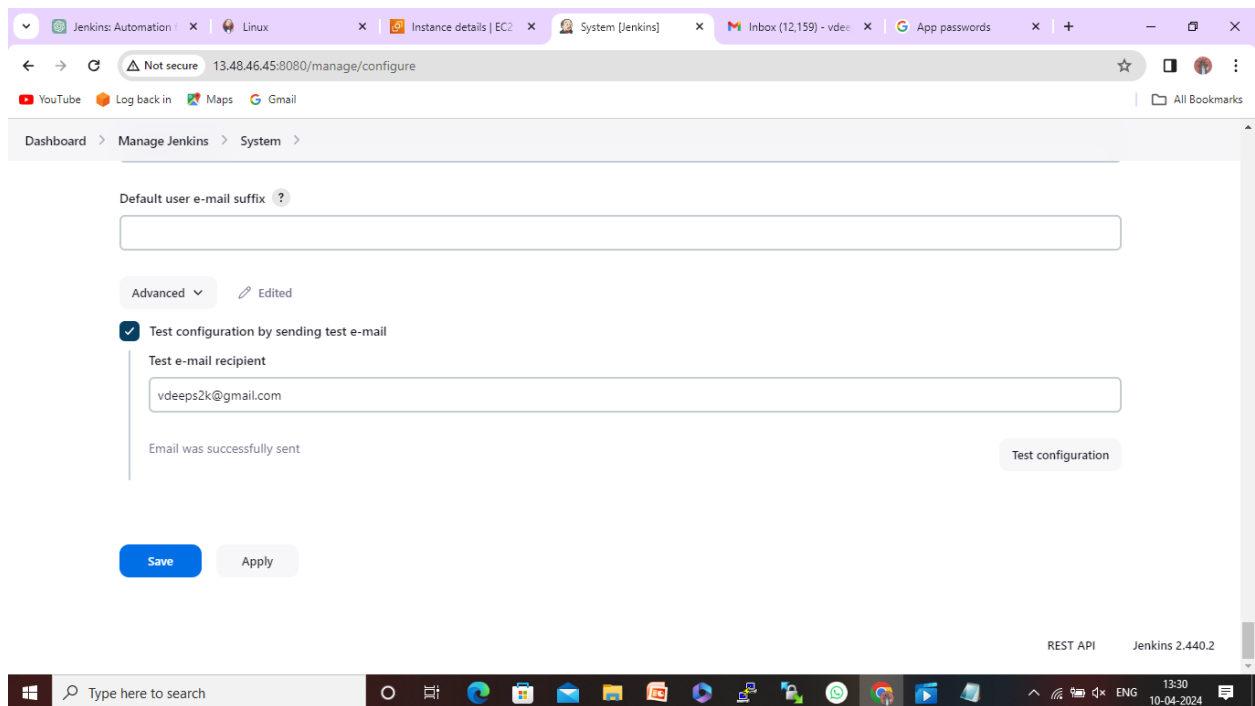 Jenkins: Automation
Linux
Instance details | EC2
System [Jenkins]
Inbox (12,159) - vdee
App passwords
Not secure
13.48.46.45:8080/manage/configure
YouTube
Log back in
Maps
Gmail
All Bookmarks
Dashboard > Manage Jenkins > System >
Default user e-mail suffix ?
Advanced
Edited
Test configuration by sending test e-mail
Test e-mail recipient
vdeeps2k@gmail.com
Email was successfully sent
Test configuration
Save
Apply
REST API
Jenkins 2.440.2
Type here to search
ENG
13:30
10-04-2024